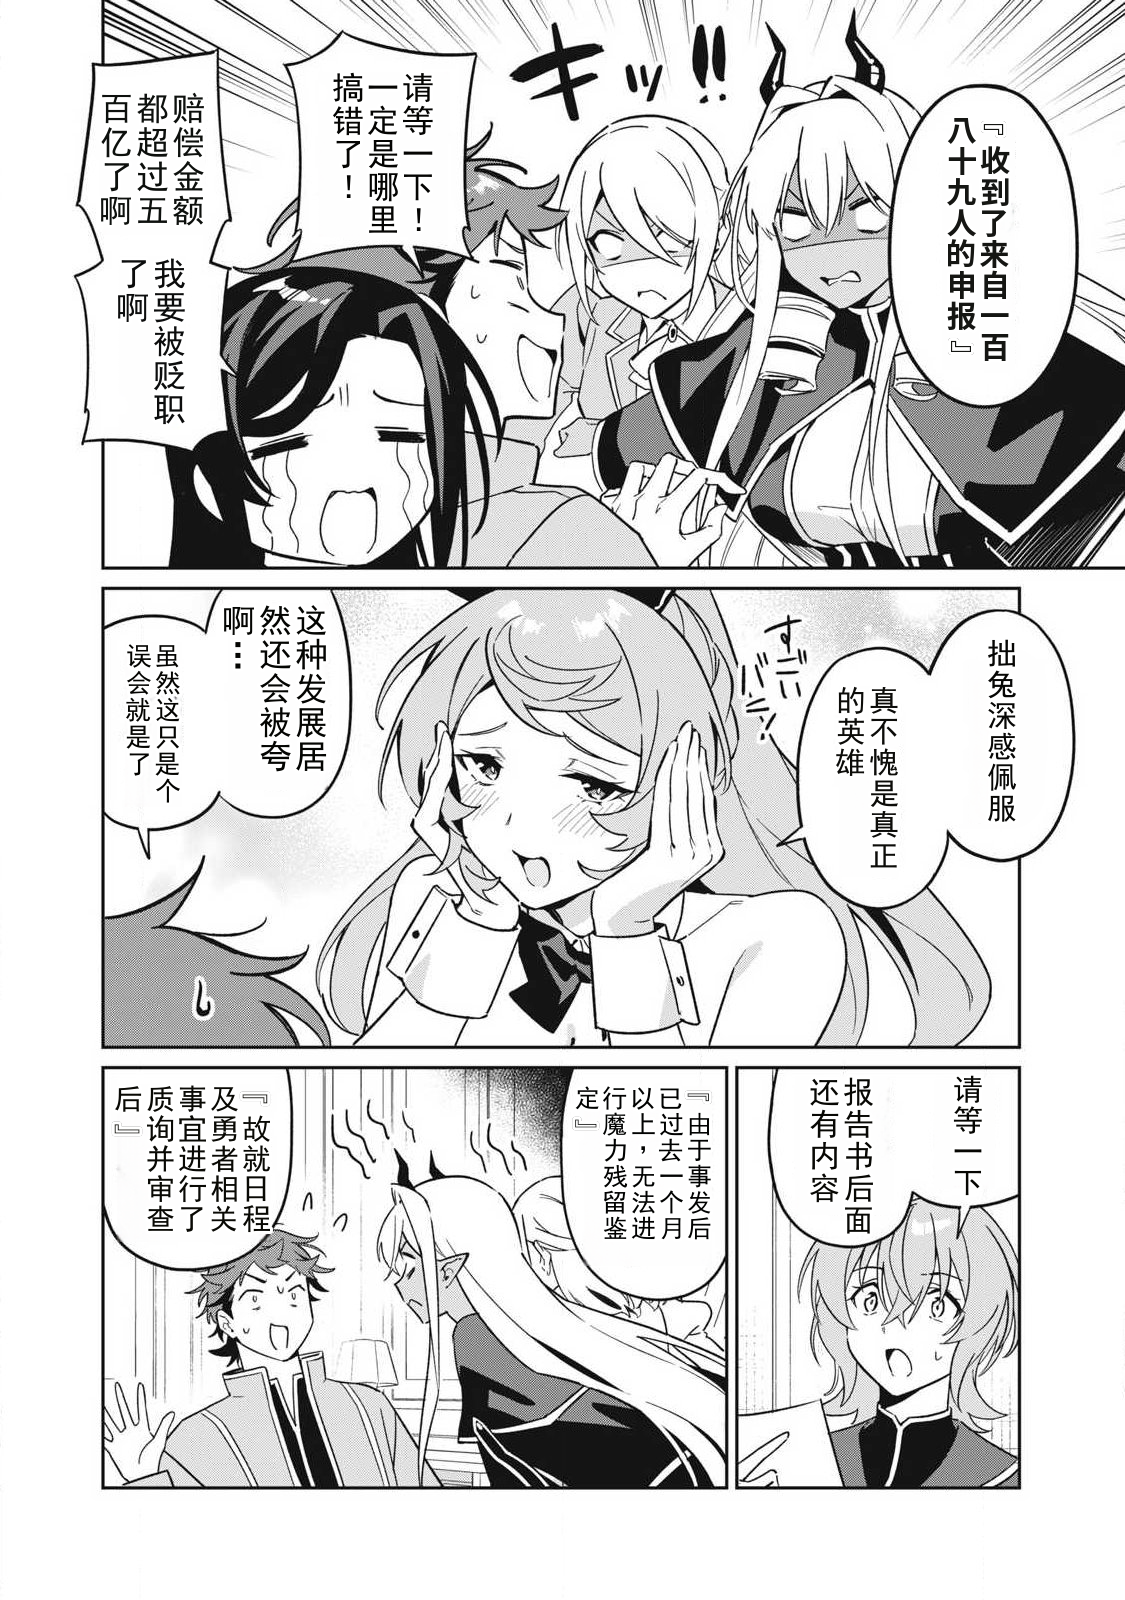 『收到了来自一百
八十九人的申报』
请等一下！
一定是哪里
搞错了！
赔偿金额
都超过五
百亿了啊
我要被贬职
了啊
拙兔深感佩服
真不愧是真正
的英雄
这种发展居
然还会被夸
啊…
虽然这只是个
误会就是了
请等一下
报告书后面
还有内容
『由于事发后
已过去一个月
以上，无法进
行魔力残留鉴
定』
『故就日程
及勇者相关
事宜进行了
质询并审查
后』